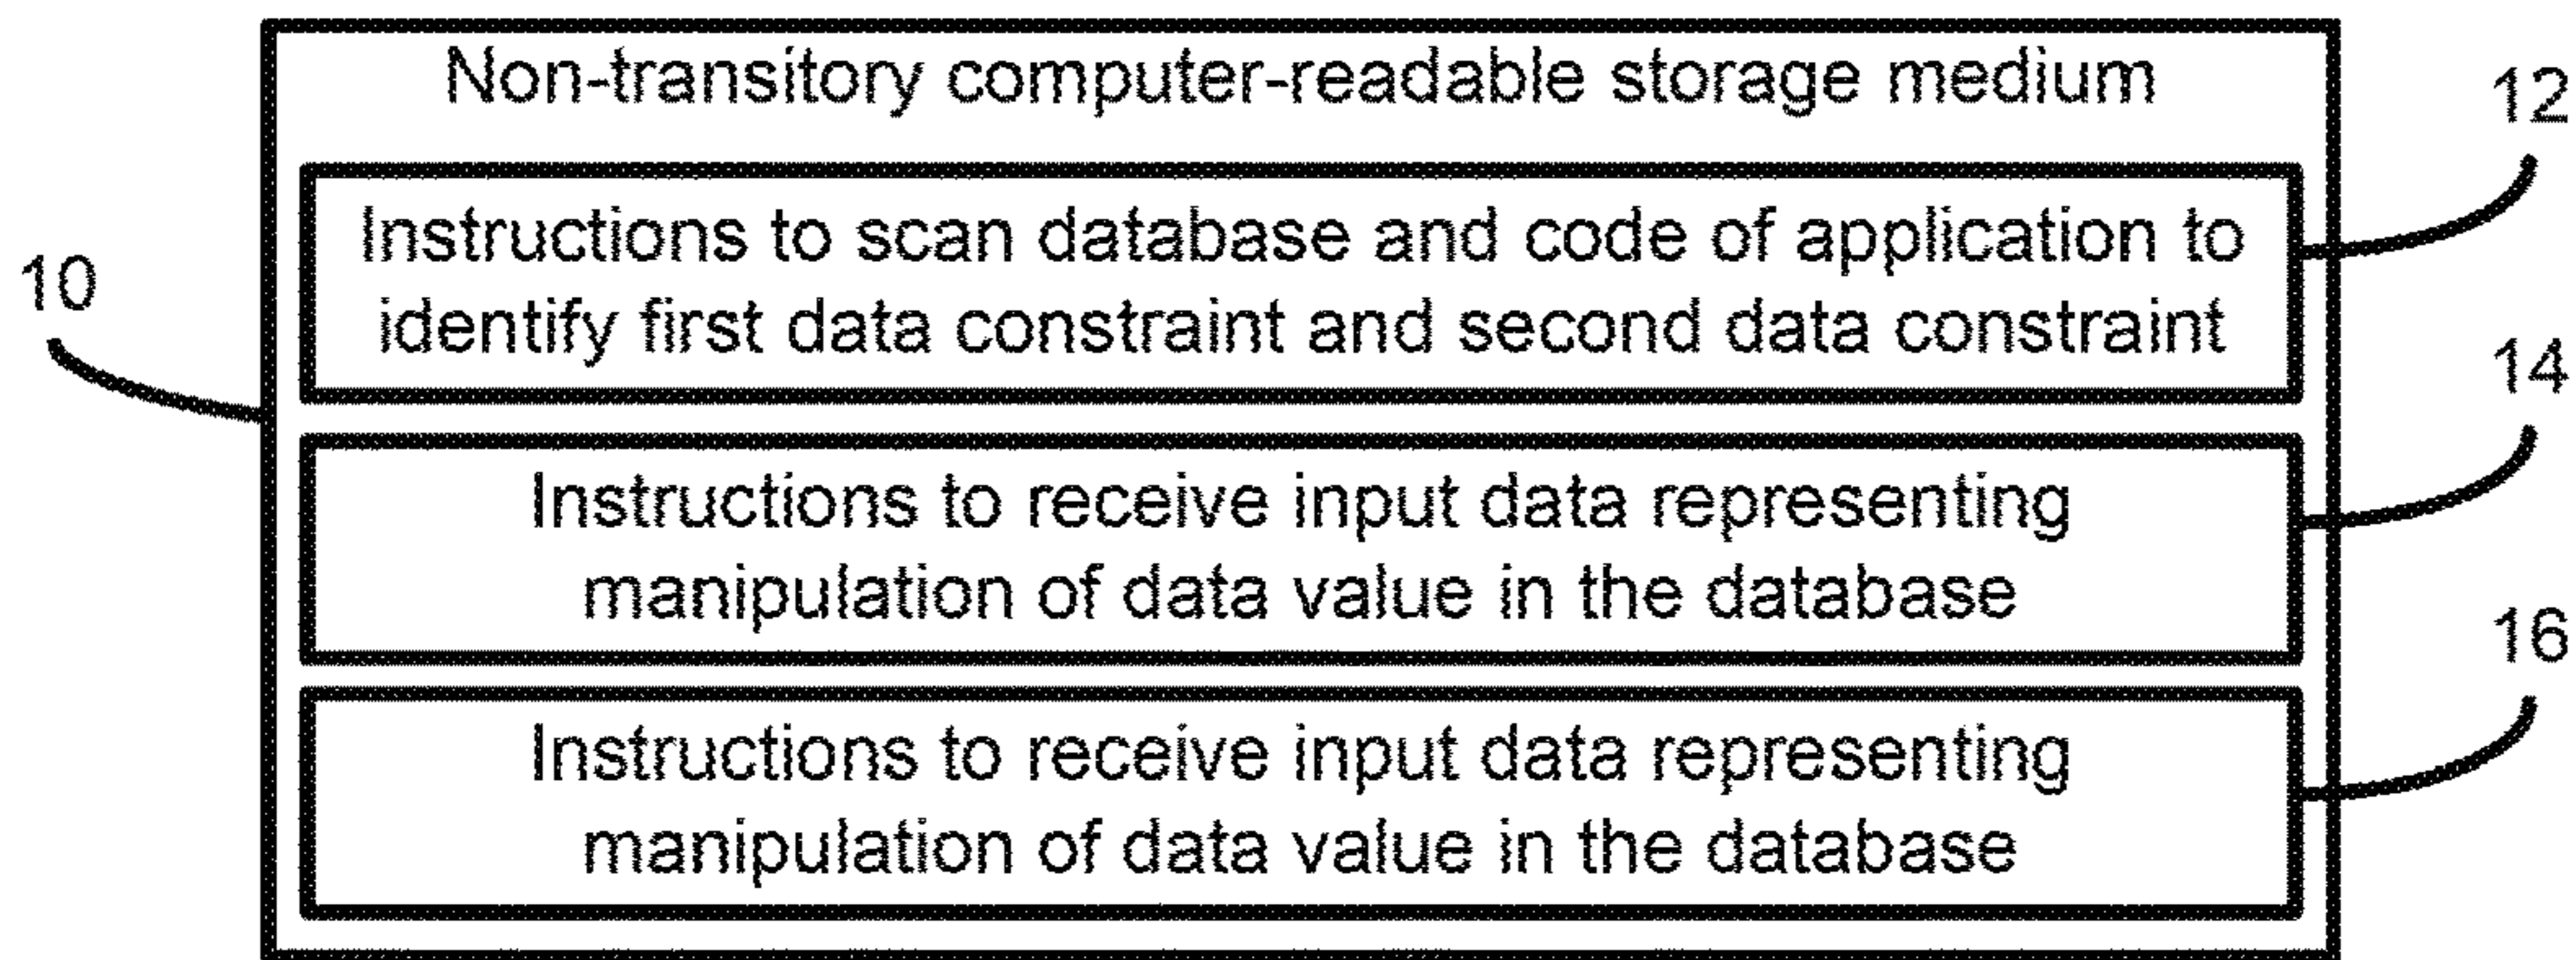 Non-transitory computer-readable storage medium
12
Instructions to scan database and code of application to
identify first data constraint and second data constraint
10
14
Instructions to receive input data representing
manipulation of data value in the database
16
Instructions to receive input data representing
manipulation of data value in the database